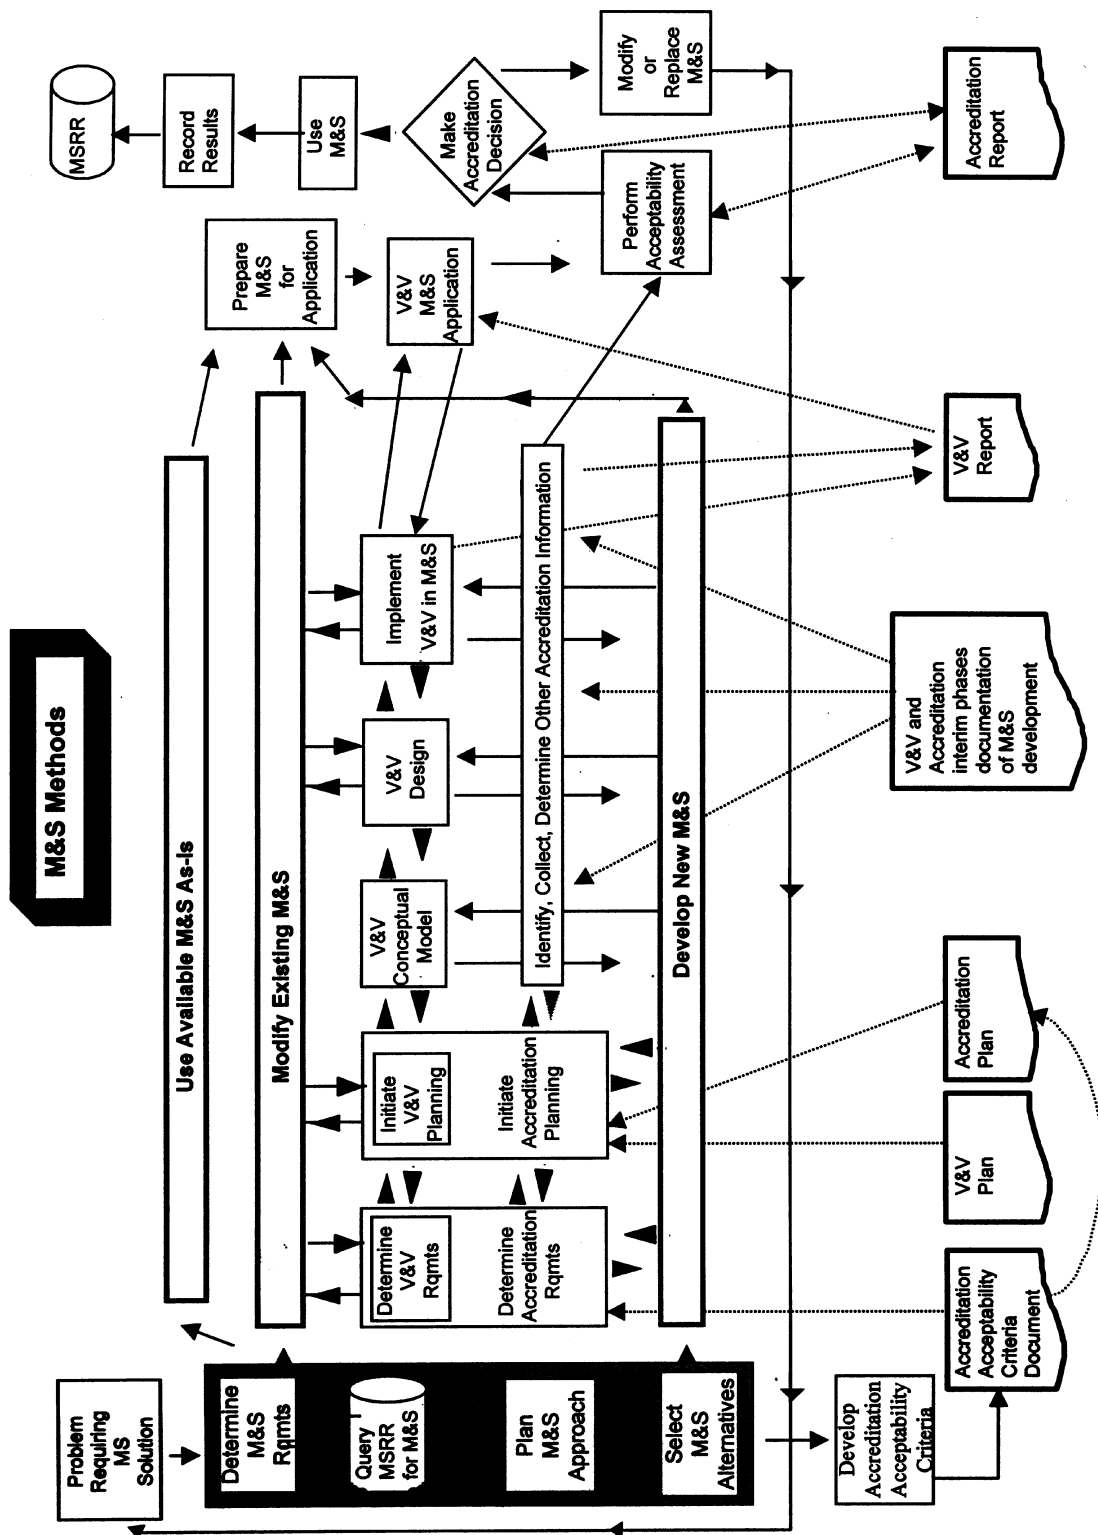 M&S Methods
Problem
Requiring
MS
Solution
Determine
M&S
Rqmts
Query
MSRR
for M&S
Plan
M&S
Approach
Select
M&S
Alternatives
Develop
Accreditation
Acceptability
Criteria
Use Available M&S As-Is
Modify Existing M&S
Determine
V&V
Rqmts
Determine
Accreditation
Rqmts
Initiate
V&V
Planning
Initiate
Accreditation
Planning
V&V
Conceptual
Model
V&V
Design
Implement
V&V in M&S
Identify, Collect, Determine Other Accreditation Information
Develop New M&S
Prepare
M&S
for
Application
V&V
M&S
Application
Perform
Acceptability
Assessment
Make
Accreditation
Decision
Use
M&S
Record
Results
MSRR
Modify
or
Replace
M&S
Accreditation
Acceptability
Criteria
Document
V&V
Plan
Accreditation
Plan
V&V and
Accreditation
interim phases
documentation
of M&S
development
V&V
Report
Accreditation
Report